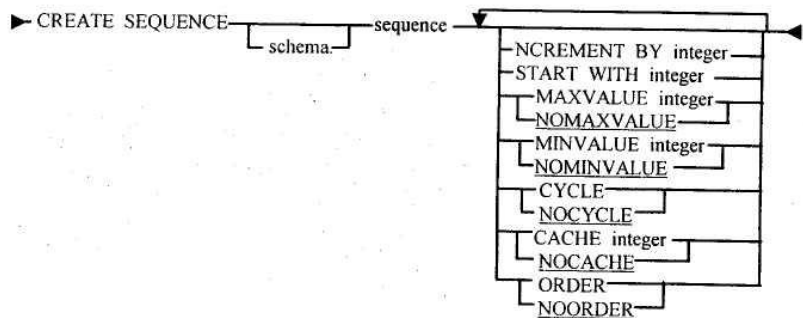 CREATE SEQUENCE schema. sequence
NCREMENT BY integer
START WITH integer
MAXVALUE integer
NOMAXVALUE
MINVALUE integer
NOMINVALUE
CYCLE
NOCYCLE
CACHE integer
NOCACHE
ORDER
NOORDER